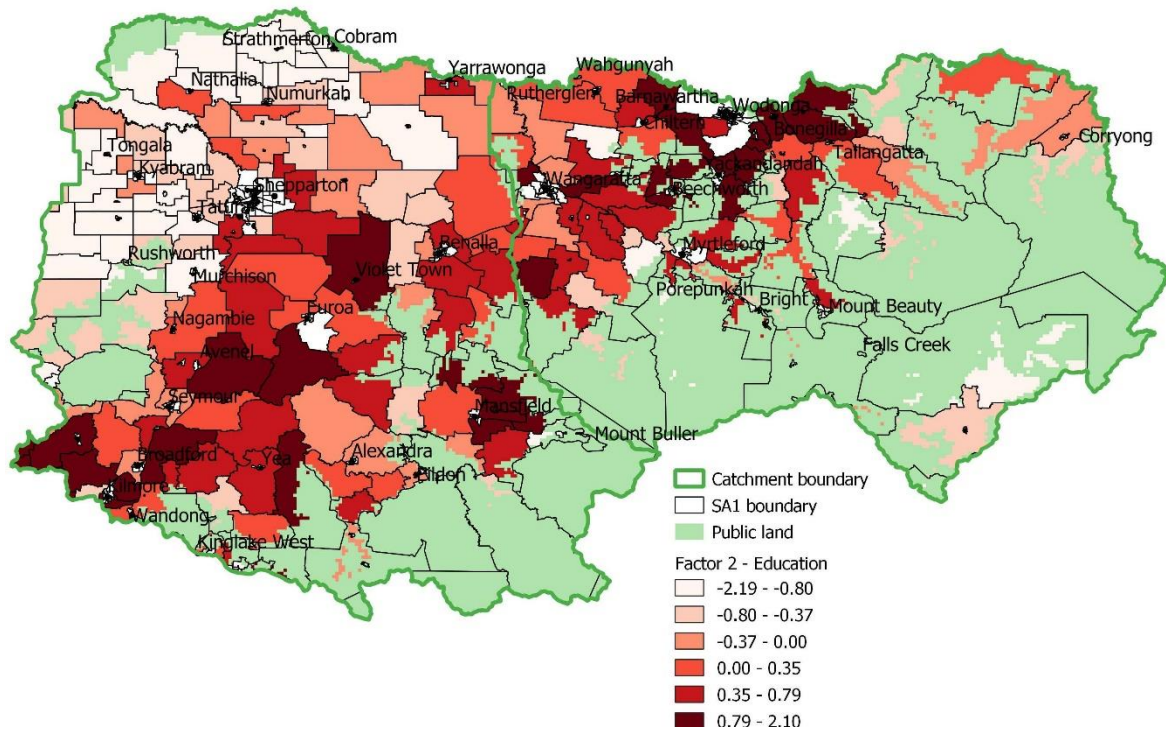 Strathmerton Cobram
Nathalia
Numurkah
Yarrawonga
Wahgunyah
Rutherglen
Barnawartha
Chiltern
Wodonga
Bonegilla
Tallangatta
Corryong
Tongala
Kyabram
Shepparton
Tatura
Wangaratta
Yackandandah
Beechworth
Rushworth
Murchison
Benalla
Violet Town
Myrtleford
Porepunkah
Bright
Mount Beauty
Nagambie
Euroa
Avenel
Falls Creek
Seymour
Mansfield
Mount Buller
Broadford
Yea
Alexandra
Eildon
Kilmore
Wandong
Kinglake West
Catchment boundary
SA1 boundary
Public land
Factor 2 - Education
-2.19 - -0.80
-0.80 - -0.37
-0.37 - 0.00
0.00 - 0.35
0.35 - 0.79
0.79 - 2.10